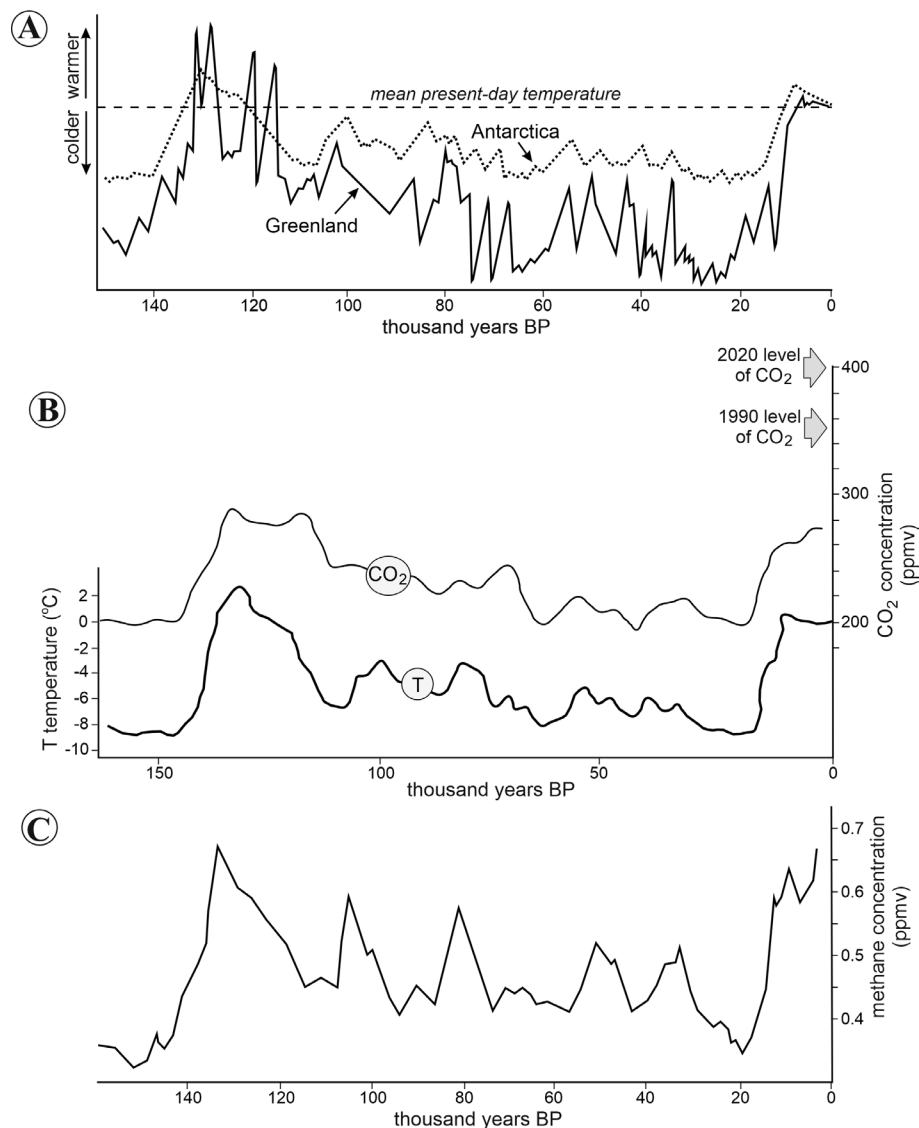 A
warmer
colder
mean present-day temperature
Antarctica
Greenland
140 120 100 80 60 40 20 0
thousand years BP
B
2020 level
of CO₂
1990 level
of CO₂
400
300
200
CO₂ concentration
(ppmv)
CO₂
T
T temperature (°C)
2
0
-2
-4
-6
-8
-10
150 100 50 0
thousand years BP
C
0.7
0.6
0.5
0.4
methane concentration
(ppmv)
140 120 100 80 60 40 20 0
thousand years BP